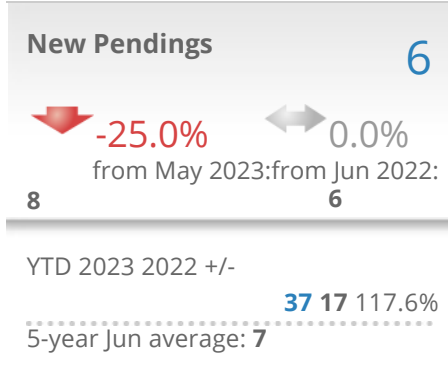 New Pendings 6
-25.0% 0.0%
from May 2023: from Jun 2022:
8 6
YTD 2023 2022 +/-
37 17 117.6%
5-year Jun average: 7